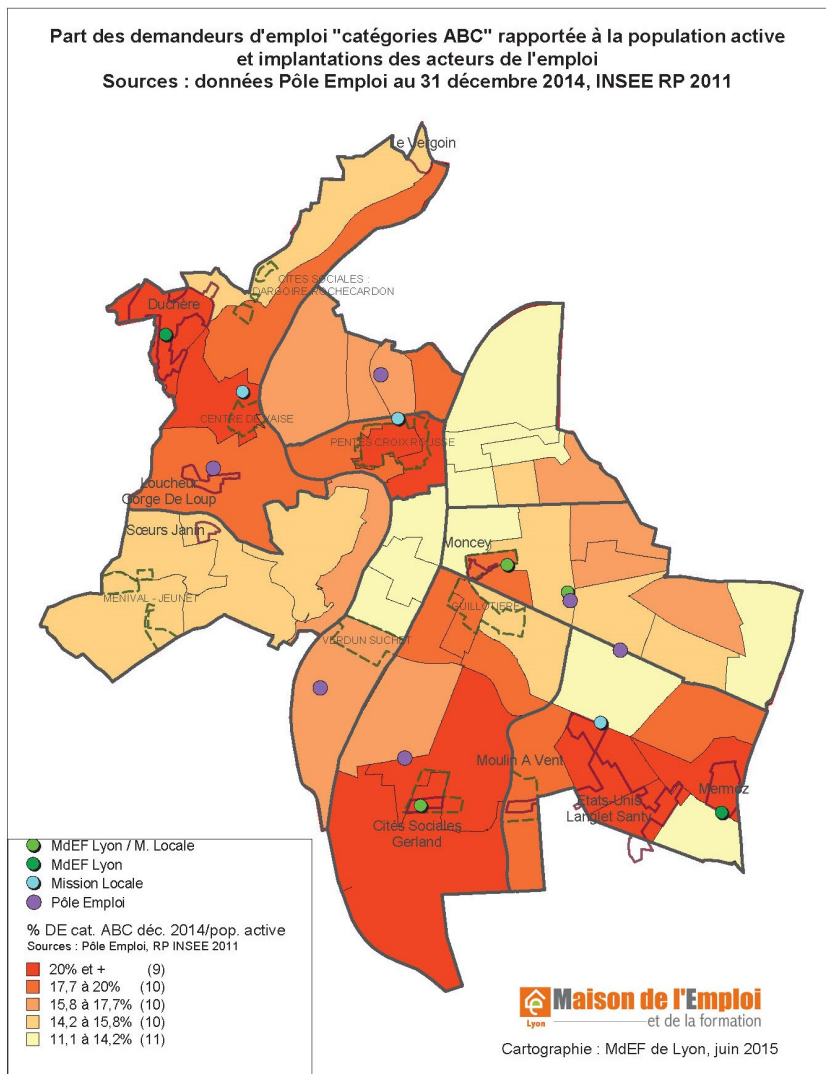 Part des demandeurs d'emploi "catégories ABC" rapportée à la population active
et implantations des acteurs de l'emploi
Sources : données Pôle Emploi au 31 décembre 2014, INSEE RP 2011
Le Vergoin
CITES SOCIALES :
DARGOIRE ROCHECARDON
Duchère
CENTRE DE VAISE
PENTES CROIX ROUSSE
Loucheur
Gorge De Loup
Sœurs Janin
Moncey
MENIVAL - JEUNET
GUILLOTIERE
VERDUN SUCHET
Moulin A Vent
Mermoz
Etats-Unis
Langlet Santy
Cités Sociales
Gerland
MdEF Lyon / M. Locale
MdEF Lyon
Mission Locale
Pôle Emploi
% DE cat. ABC déc. 2014/pop. active
Sources : Pôle Emploi, RP INSEE 2011
20% et + (9)
17,7 à 20% (10)
15,8 à 17,7% (10)
14,2 à 15,8% (10)
11,1 à 14,2% (11)
Maison de l'Emploi
Lyon et de la formation
Cartographie : MdEF de Lyon, juin 2015